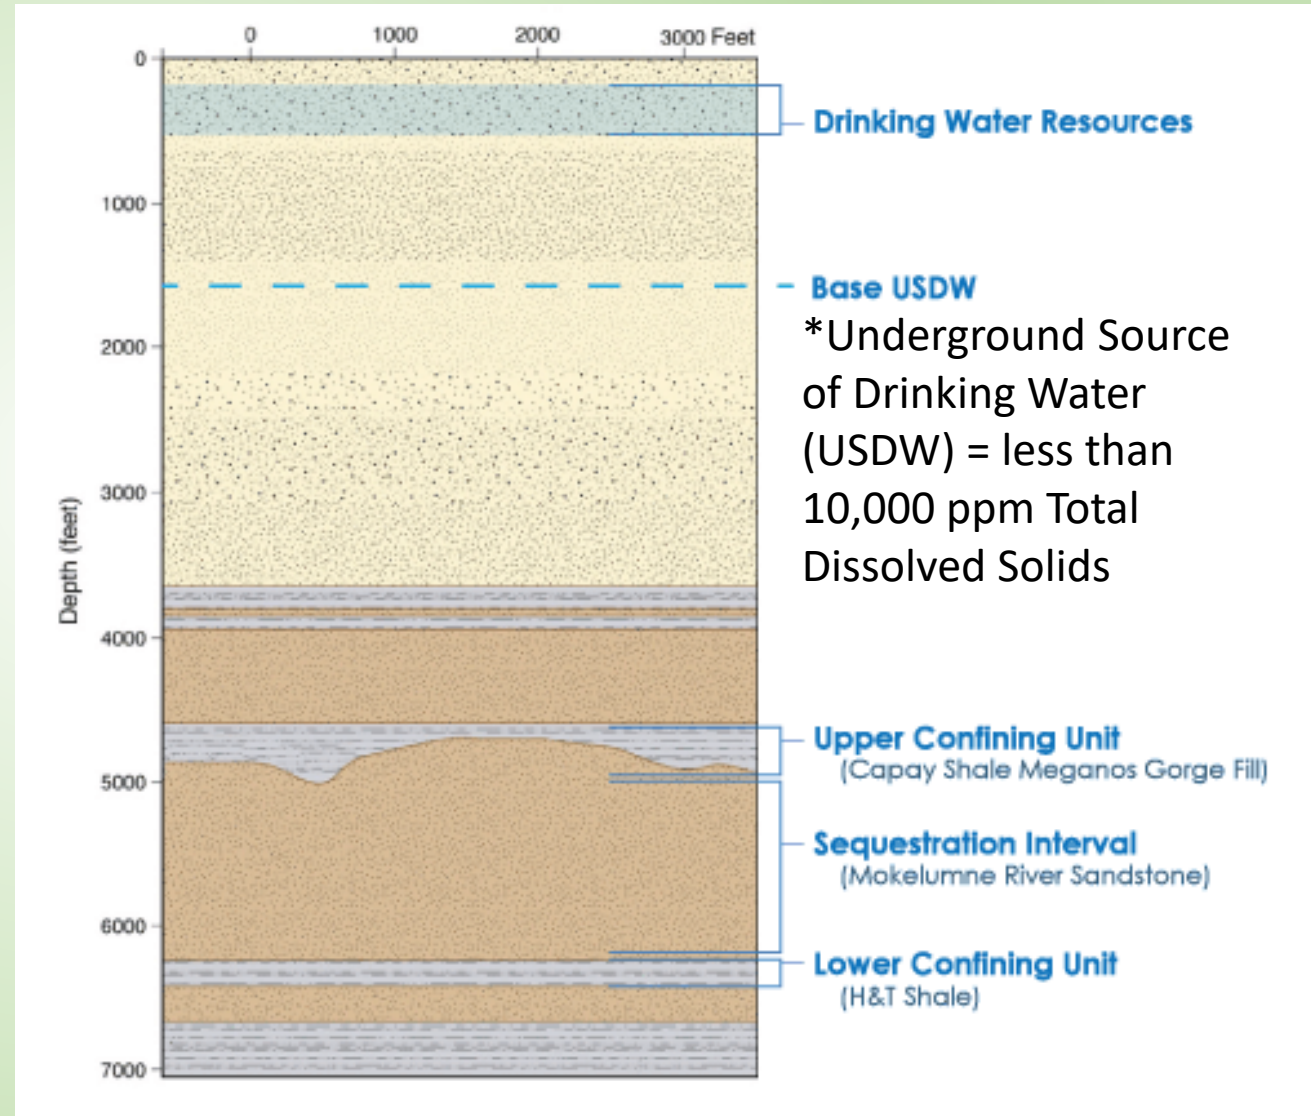 0 1000 2000 3000 Feet
0
Drinking Water Resources
1000
Base USDW
*Underground Source
of Drinking Water
(USDW) = less than
10,000 ppm Total
Dissolved Solids
2000
3000
Depth (feet)
4000
Upper Confining Unit
(Capay Shale Meganos Gorge Fill)
5000
Sequestration Interval
(Mokelumne River Sandstone)
6000
Lower Confining Unit
(H&T Shale)
7000